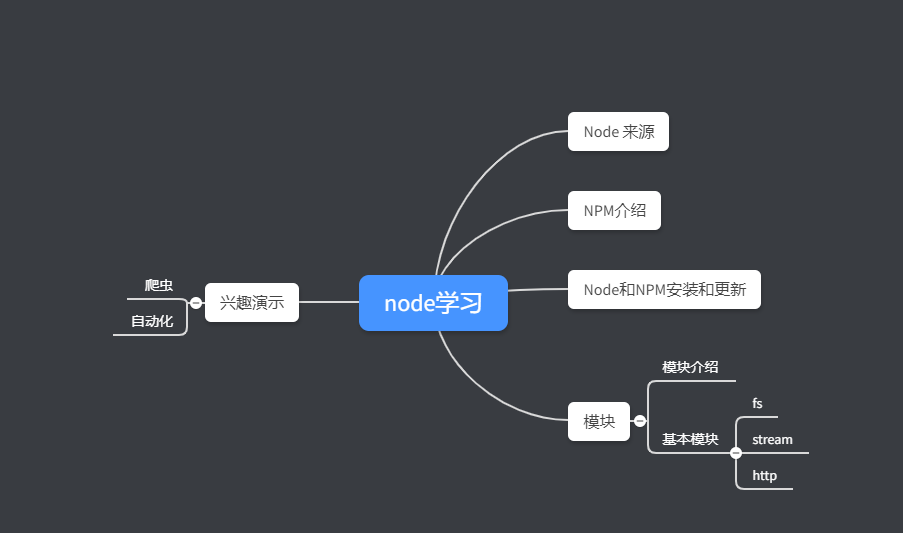 Node 来源
NPM介绍
Node和NPM安装和更新
爬虫
自动化
兴趣演示
node学习
模块
模块介绍
基本模块
fs
stream
http